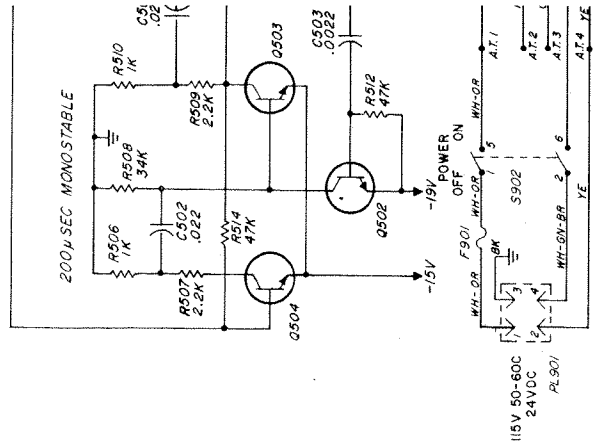 C50
.02
Q503
C503
.0022
R510
1K
R509
2.2K
R512
47K
200µSEC MONOSTABLE
R508
34K
C502
.022
R514
47K
R506
1K
R507
2.2K
Q504
Q502
-19V
-15V
A.T.1
A.T.2
A.T.3
A.T.4
YE
WH-OR
POWER
OFF ON
5
6
1
2
S902
WH-OR
F901
BK
WH-GN-BR
YE
WH-OR
3
4
1
2
PL901
115V 50-60C
24VDC